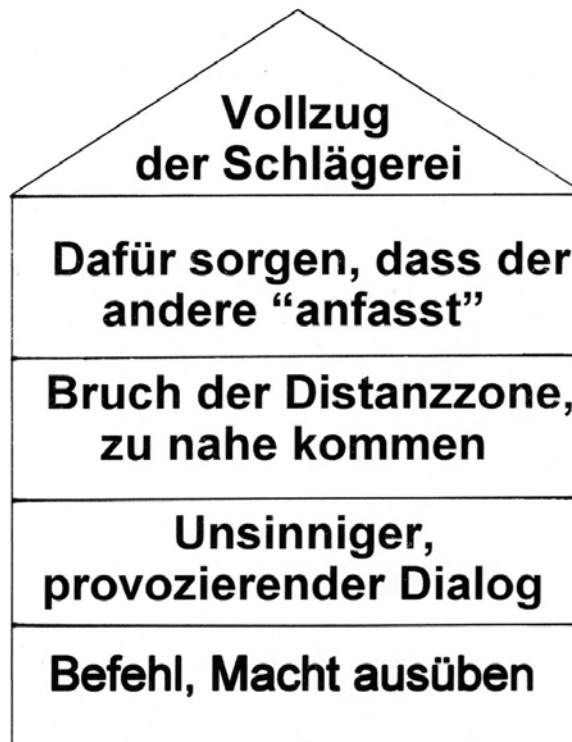 Vollzug
der Schlägerei
Dafür sorgen, dass der
andere “anfasst”
Bruch der Distanzzone,
zu nahe kommen
Unsinniger,
provozierender Dialog
Befehl, Macht ausüben